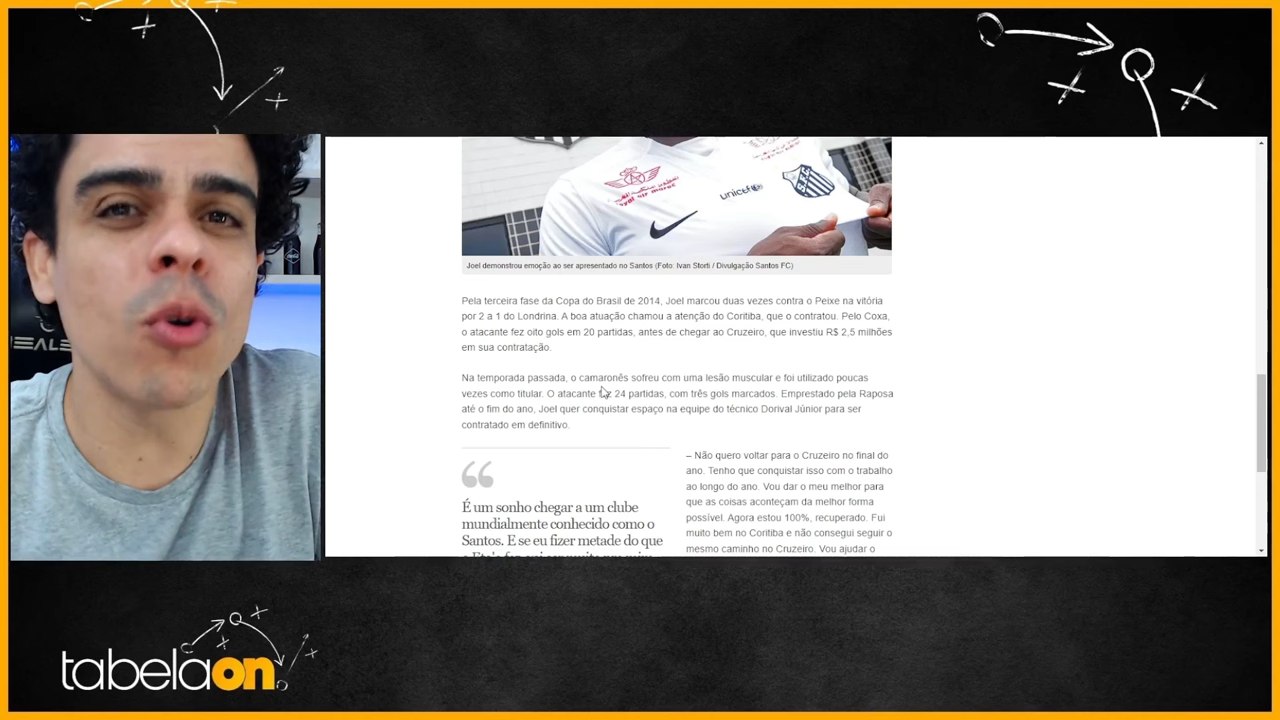 unicef
S.F.C
Joel demonstrou emoção ao ser apresentado no Santos (Foto: Ivan Storti / Divulgação Santos FC)
Pela terceira fase da Copa do Brasil de 2014, Joel marcou duas vezes contra o Peixe na vitória
por 2 a 1 do Londrina. A boa atuação chamou a atenção do Coritiba, que o contratou. Pelo Coxa,
o atacante fez oito gols em 20 partidas, antes de chegar ao Cruzeiro, que investiu R$ 2,5 milhões
em sua contratação.
Na temporada passada, o camaronês sofreu com uma lesão muscular e foi utilizado poucas
vezes como titular. O atacante fez 24 partidas, com três gols marcados. Emprestado pela Raposa
até o fim do ano, Joel quer conquistar espaço na equipe do técnico Dorival Júnior para ser
contratado em definitivo.
É um sonho chegar a um clube
mundialmente conhecido como o
Santos. E se eu fizer metade do que
– Não quero voltar para o Cruzeiro no final do
ano. Tenho que conquistar isso com o trabalho
ao longo do ano. Vou dar o meu melhor para
que as coisas aconteçam da melhor forma
possível. Agora estou 100%, recuperado. Fui
muito bem no Coritiba e não consegui seguir o
mesmo caminho no Cruzeiro. Vou ajudar o
tabelaon